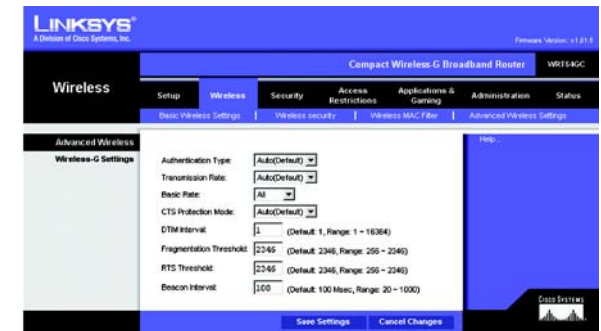 LINKSYS®
A Division of Cisco Systems, Inc.
Firmware Version: v1.01.5
Compact Wireless-G Broadband Router WRT54GC
Wireless
Setup Wireless Security Access Restrictions Applications & Gaming Administration Status
Basic Wireless Settings | Wireless security | Wireless MAC Filter | Advanced Wireless Settings
Advanced Wireless
Help...
Wireless-G Settings
Authentication Type: Auto(Default)
Transmission Rate: Auto(Default)
Basic Rate: All
CTS Protection Mode: Auto(Default)
DTIM Interval: 1 (Default: 1, Range: 1 ~ 16384)
Fragmentation Threshold: 2346 (Default: 2346, Range: 256 ~ 2346)
RTS Threshold: 2346 (Default: 2346, Range: 256 ~ 2346)
Beacon Interval: 100 (Default: 100 Msec, Range: 20 ~ 1000)
Save Settings Cancel Changes
CISCO SYSTEMS